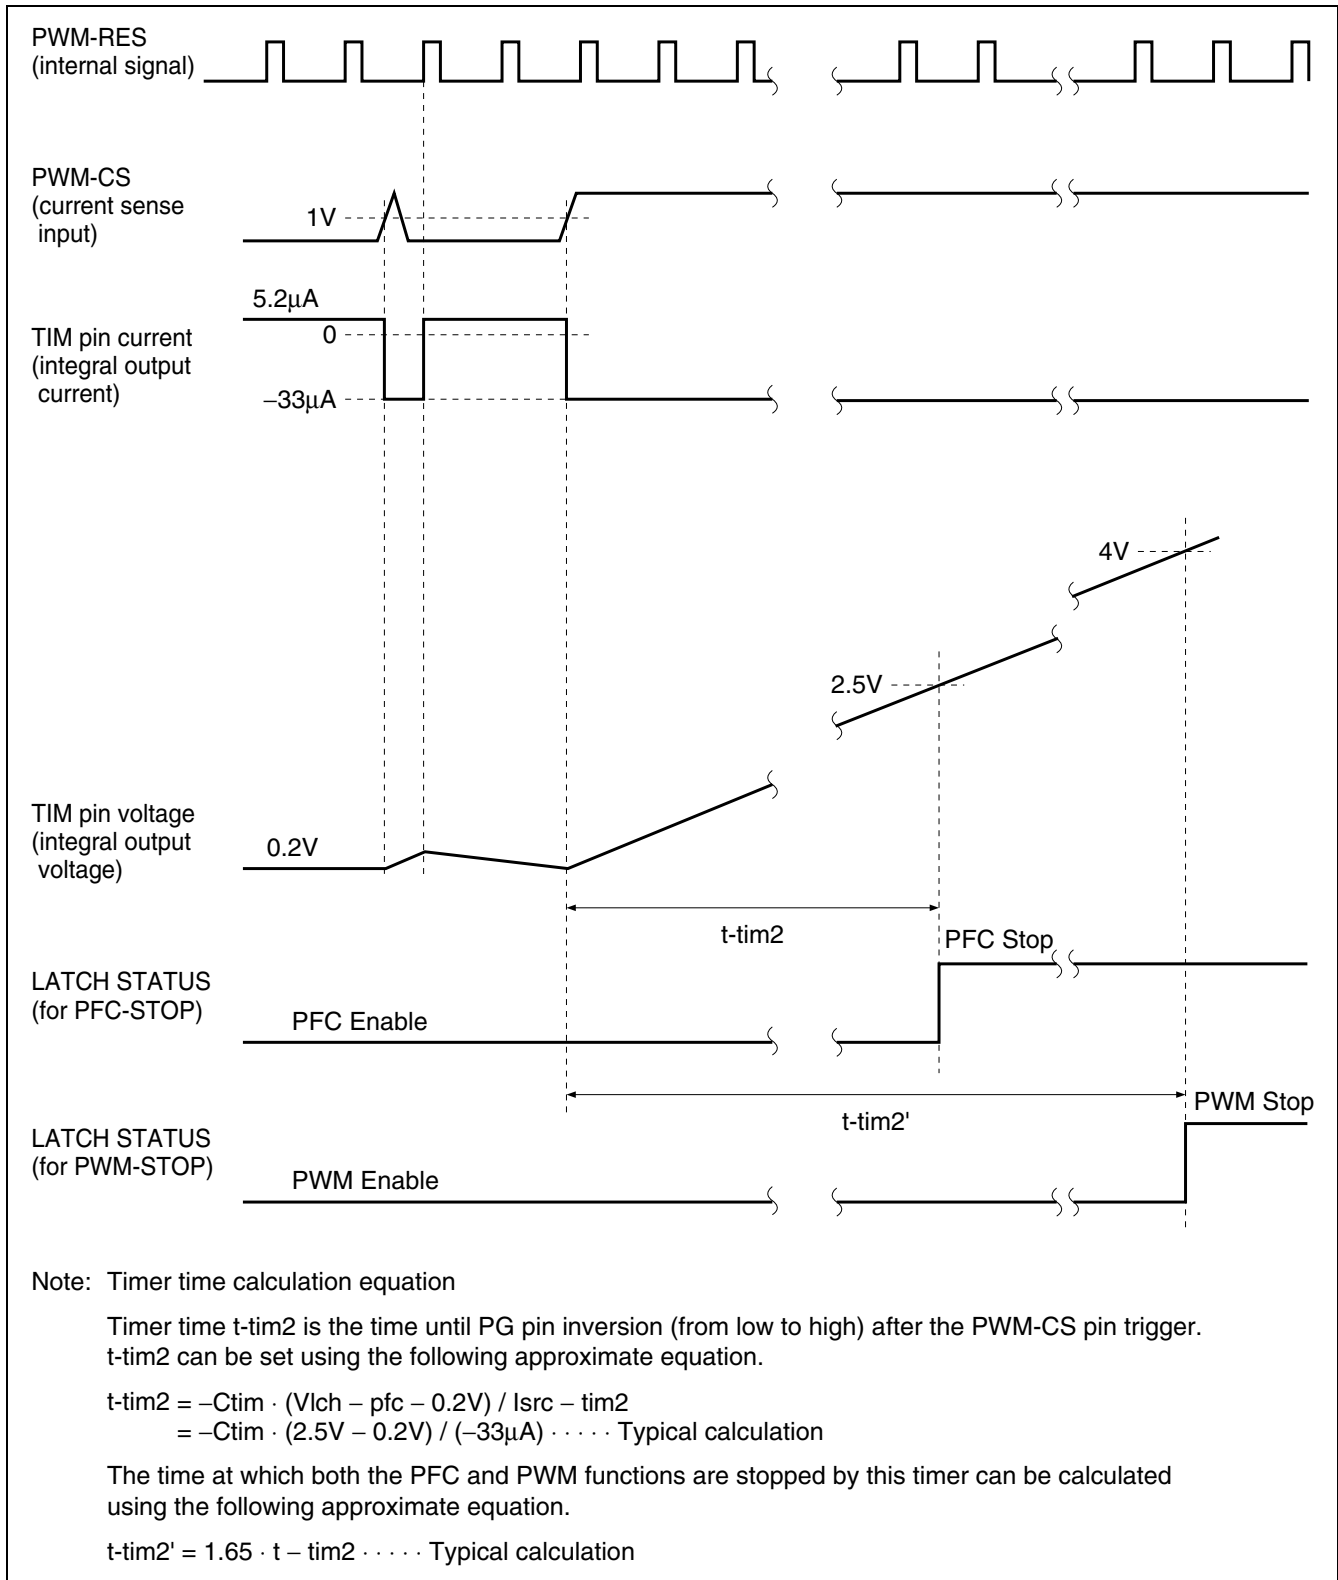 PWM-RES
(internal signal)
PWM-CS
(current sense
input)
1V
5.2μA
0
TIM pin current
(integral output
current)
−33μA
4V
2.5V
TIM pin voltage
(integral output
voltage)
0.2V
t-tim2
PFC Stop
LATCH STATUS
(for PFC-STOP)
PFC Enable
PWM Stop
t-tim2'
LATCH STATUS
(for PWM-STOP)
PWM Enable
Note: Timer time calculation equation
Timer time t-tim2 is the time until PG pin inversion (from low to high) after the PWM-CS pin trigger.
t-tim2 can be set using the following approximate equation.
t-tim2 = −Ctim · (Vlch − pfc − 0.2V) / Isrc − tim2
= −Ctim · (2.5V − 0.2V) / (−33μA) · · · · · Typical calculation
The time at which both the PFC and PWM functions are stopped by this timer can be calculated
using the following approximate equation.
t-tim2' = 1.65 · t − tim2 · · · · · Typical calculation